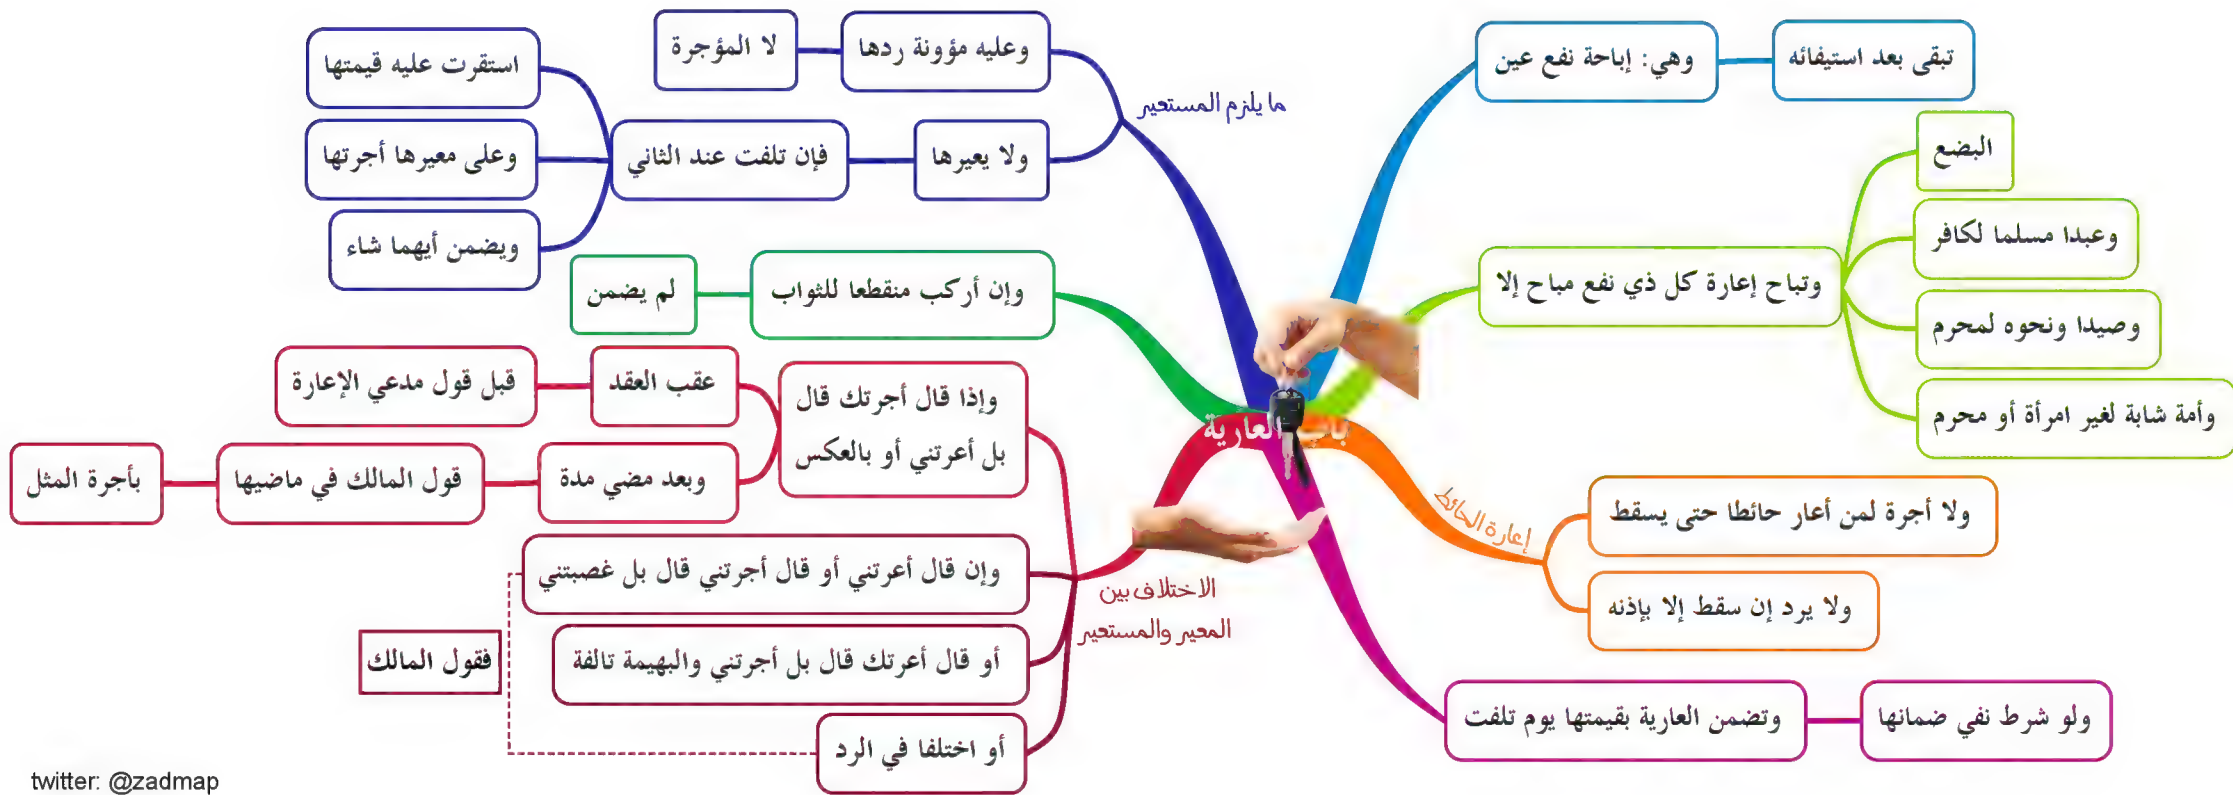 باب العارية
وهي: إباحة نفع عين
تبقى بعد استيفائه
وتباح إعارة كل ذي نفع مباح إلا
البضع
وعبدا مسلما لكافر
وصيدا ونحوه لمحرم
وأمة شابة لغير امرأة أو محرم
إعارة الحائط
ولا أجرة لمن أعار حائطا حتى يسقط
ولا يرد إن سقط إلا بإذنه
وتضمن العارية بقيمتها يوم تلفت
ولو شرط نفي ضمانها
ما يلزم المستعير
وعليه مؤونة ردها
لا المؤجرة
ولا يعيرها
فإن تلفت عند الثاني
استقرت عليه قيمتها
وعلى معيرها أجرتها
ويضمن أيهما شاء
وإن أركب منقطعا للثواب
لم يضمن
الاختلاف بين
المعير والمستعير
وإذا قال أجرتك قال
بل أعرتني أو بالعكس
عقب العقد
قبل قول مدعي الإعارة
وبعد مضي مدة
قول المالك في ماضيها
بأجرة المثل
وإن قال أعرتني أو قال أجرتني قال بل غصبتني
أو قال أعرتك قال بل أجرتني والبهيمة تالفة
أو اختلفا في الرد
فقول المالك
twitter: @zadmap